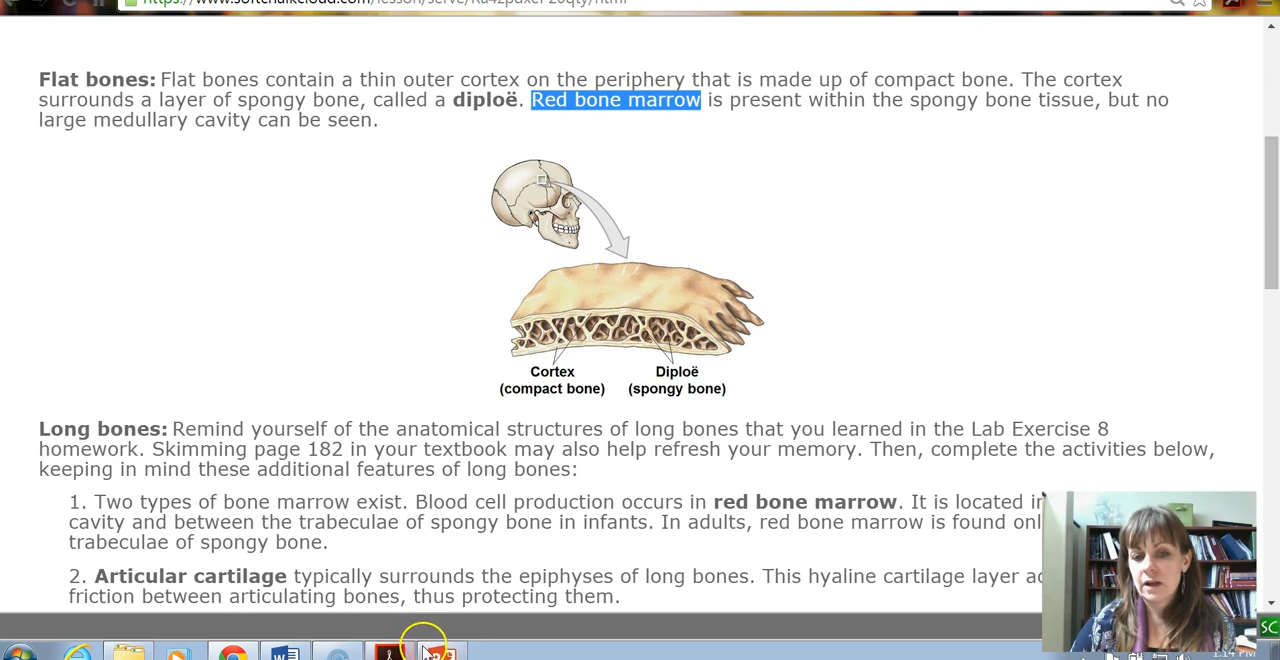 Flat bones: Flat bones contain a thin outer cortex on the periphery that is made up of compact bone. The cortex
surrounds a layer of spongy bone, called a diploë. Red bone marrow is present within the spongy bone tissue, but no
large medullary cavity can be seen.
Cortex
(compact bone)
Diploë
(spongy bone)
Long bones: Remind yourself of the anatomical structures of long bones that you learned in the Lab Exercise 8
homework. Skimming page 182 in your textbook may also help refresh your memory. Then, complete the activities below,
keeping in mind these additional features of long bones:
1. Two types of bone marrow exist. Blood cell production occurs in red bone marrow. It is located in
cavity and between the trabeculae of spongy bone in infants. In adults, red bone marrow is found
trabeculae of spongy bone.
2. Articular cartilage typically surrounds the epiphyses of long bones. This hyaline cartilage layer
friction between articulating bones, thus protecting them.
SC
1:14 PM